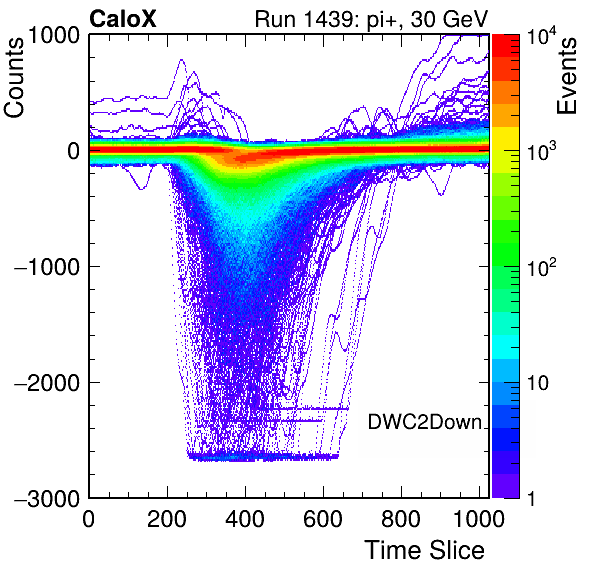 CaloX Run 1439: pi+, 30 GeV
Counts
Events
1000
0
−1000
−2000
−3000
0 200 400 600 800 1000
Time Slice
DWC2Down
10⁴
10³
10²
10
1